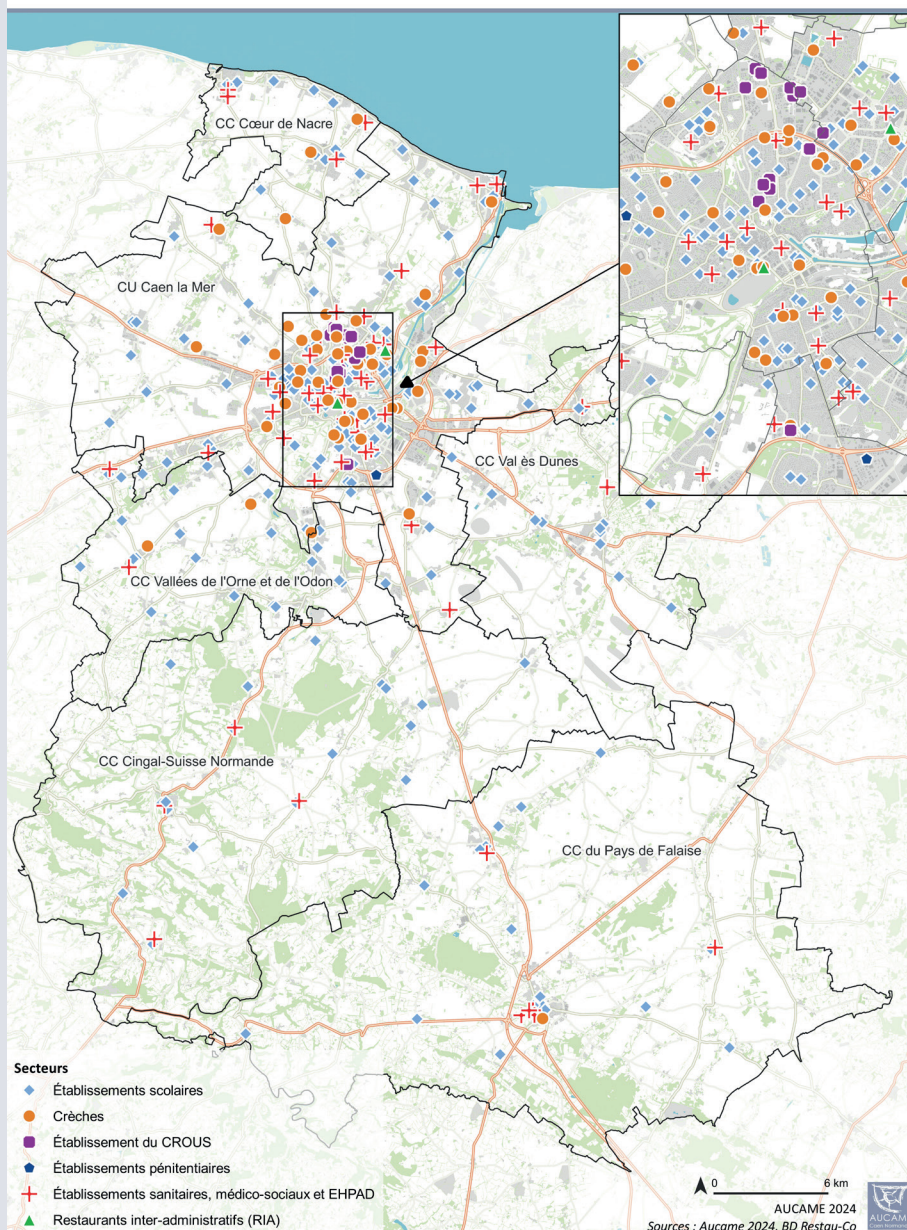 CC Cœur de Nacre
CU Caen la Mer
CC Val ès Dunes
CC Vallées de l'Orne et de l'Odon
CC Cingal-Suisse Normande
CC du Pays de Falaise
Secteurs
Établissements scolaires
Crèches
Établissement du CROUS
Établissements pénitentiaires
Établissements sanitaires, médico-sociaux et EHPAD
Restaurants inter-administratifs (RIA)
0 6 km
AUCAME 2024
Sources : Aucame 2024, BD Restau-Co
AUCAME
Caen Normandie